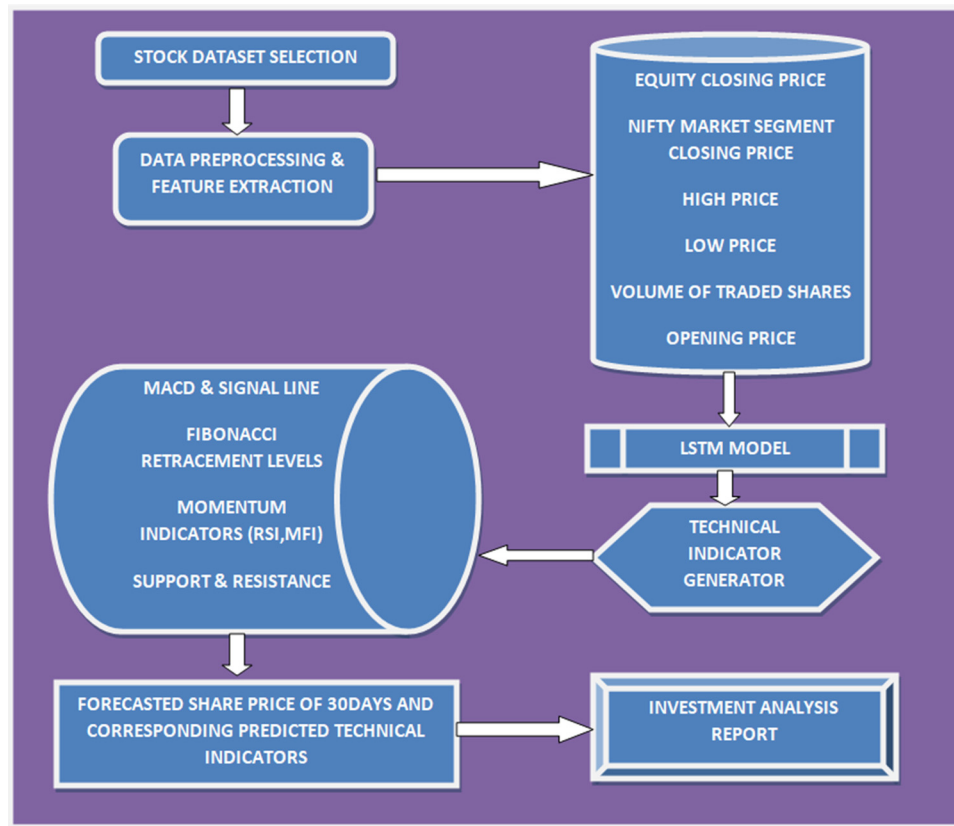 STOCK DATASET SELECTION
DATA PREPROCESSING &
FEATURE EXTRACTION
EQUITY CLOSING PRICE
NIFTY MARKET SEGMENT
CLOSING PRICE
HIGH PRICE
LOW PRICE
VOLUME OF TRADED SHARES
OPENING PRICE
LSTM MODEL
TECHNICAL
INDICATOR
GENERATOR
MACD & SIGNAL LINE
FIBONACCI
RETRACEMENT LEVELS
MOMENTUM
INDICATORS (RSI,MFI)
SUPPORT & RESISTANCE
FORECASTED SHARE PRICE OF 30DAYS AND
CORRESPONDING PREDICTED TECHNICAL
INDICATORS
INVESTMENT ANALYSIS
REPORT